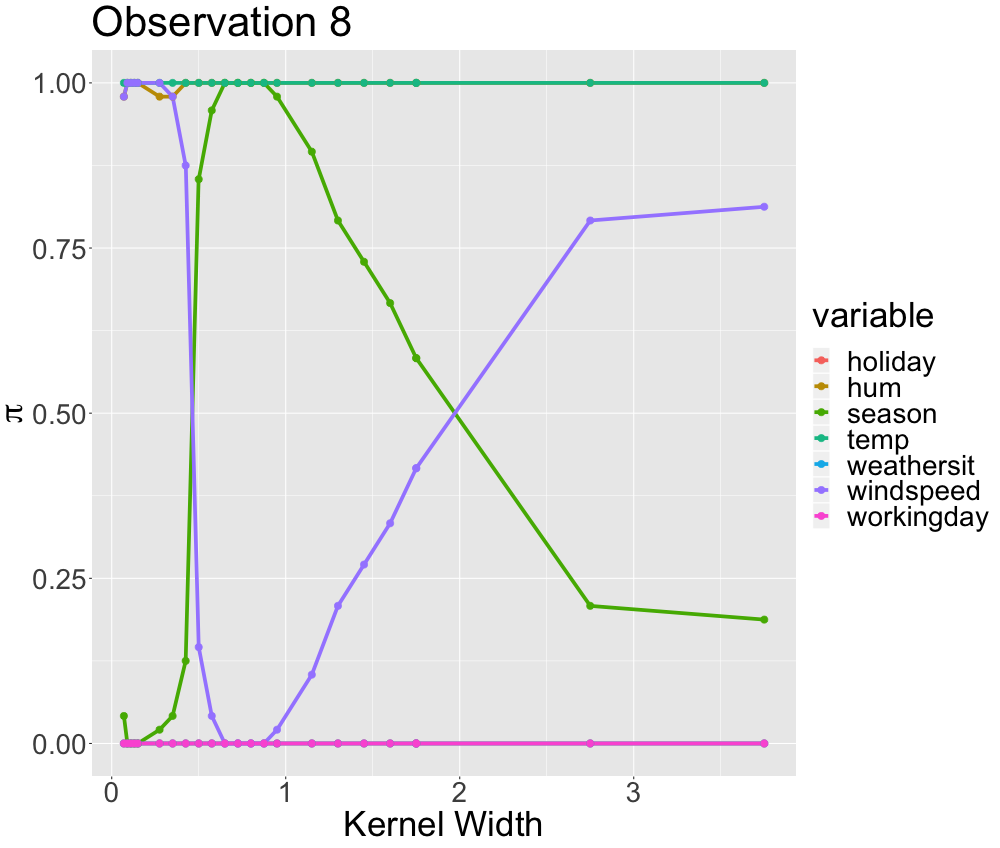 Observation 8
1.00
0.75
0.50
0.25
0.00
π
0 1 2 3
Kernel Width
variable
holiday
hum
season
temp
weathersit
windspeed
workingday